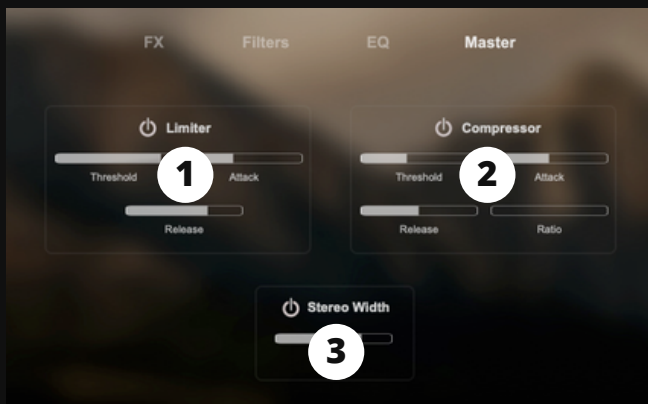 FX Filters EQ Master
Limiter
Threshold Attack
Release
1
Compressor
Threshold Attack
Release Ratio
2
Stereo Width
3